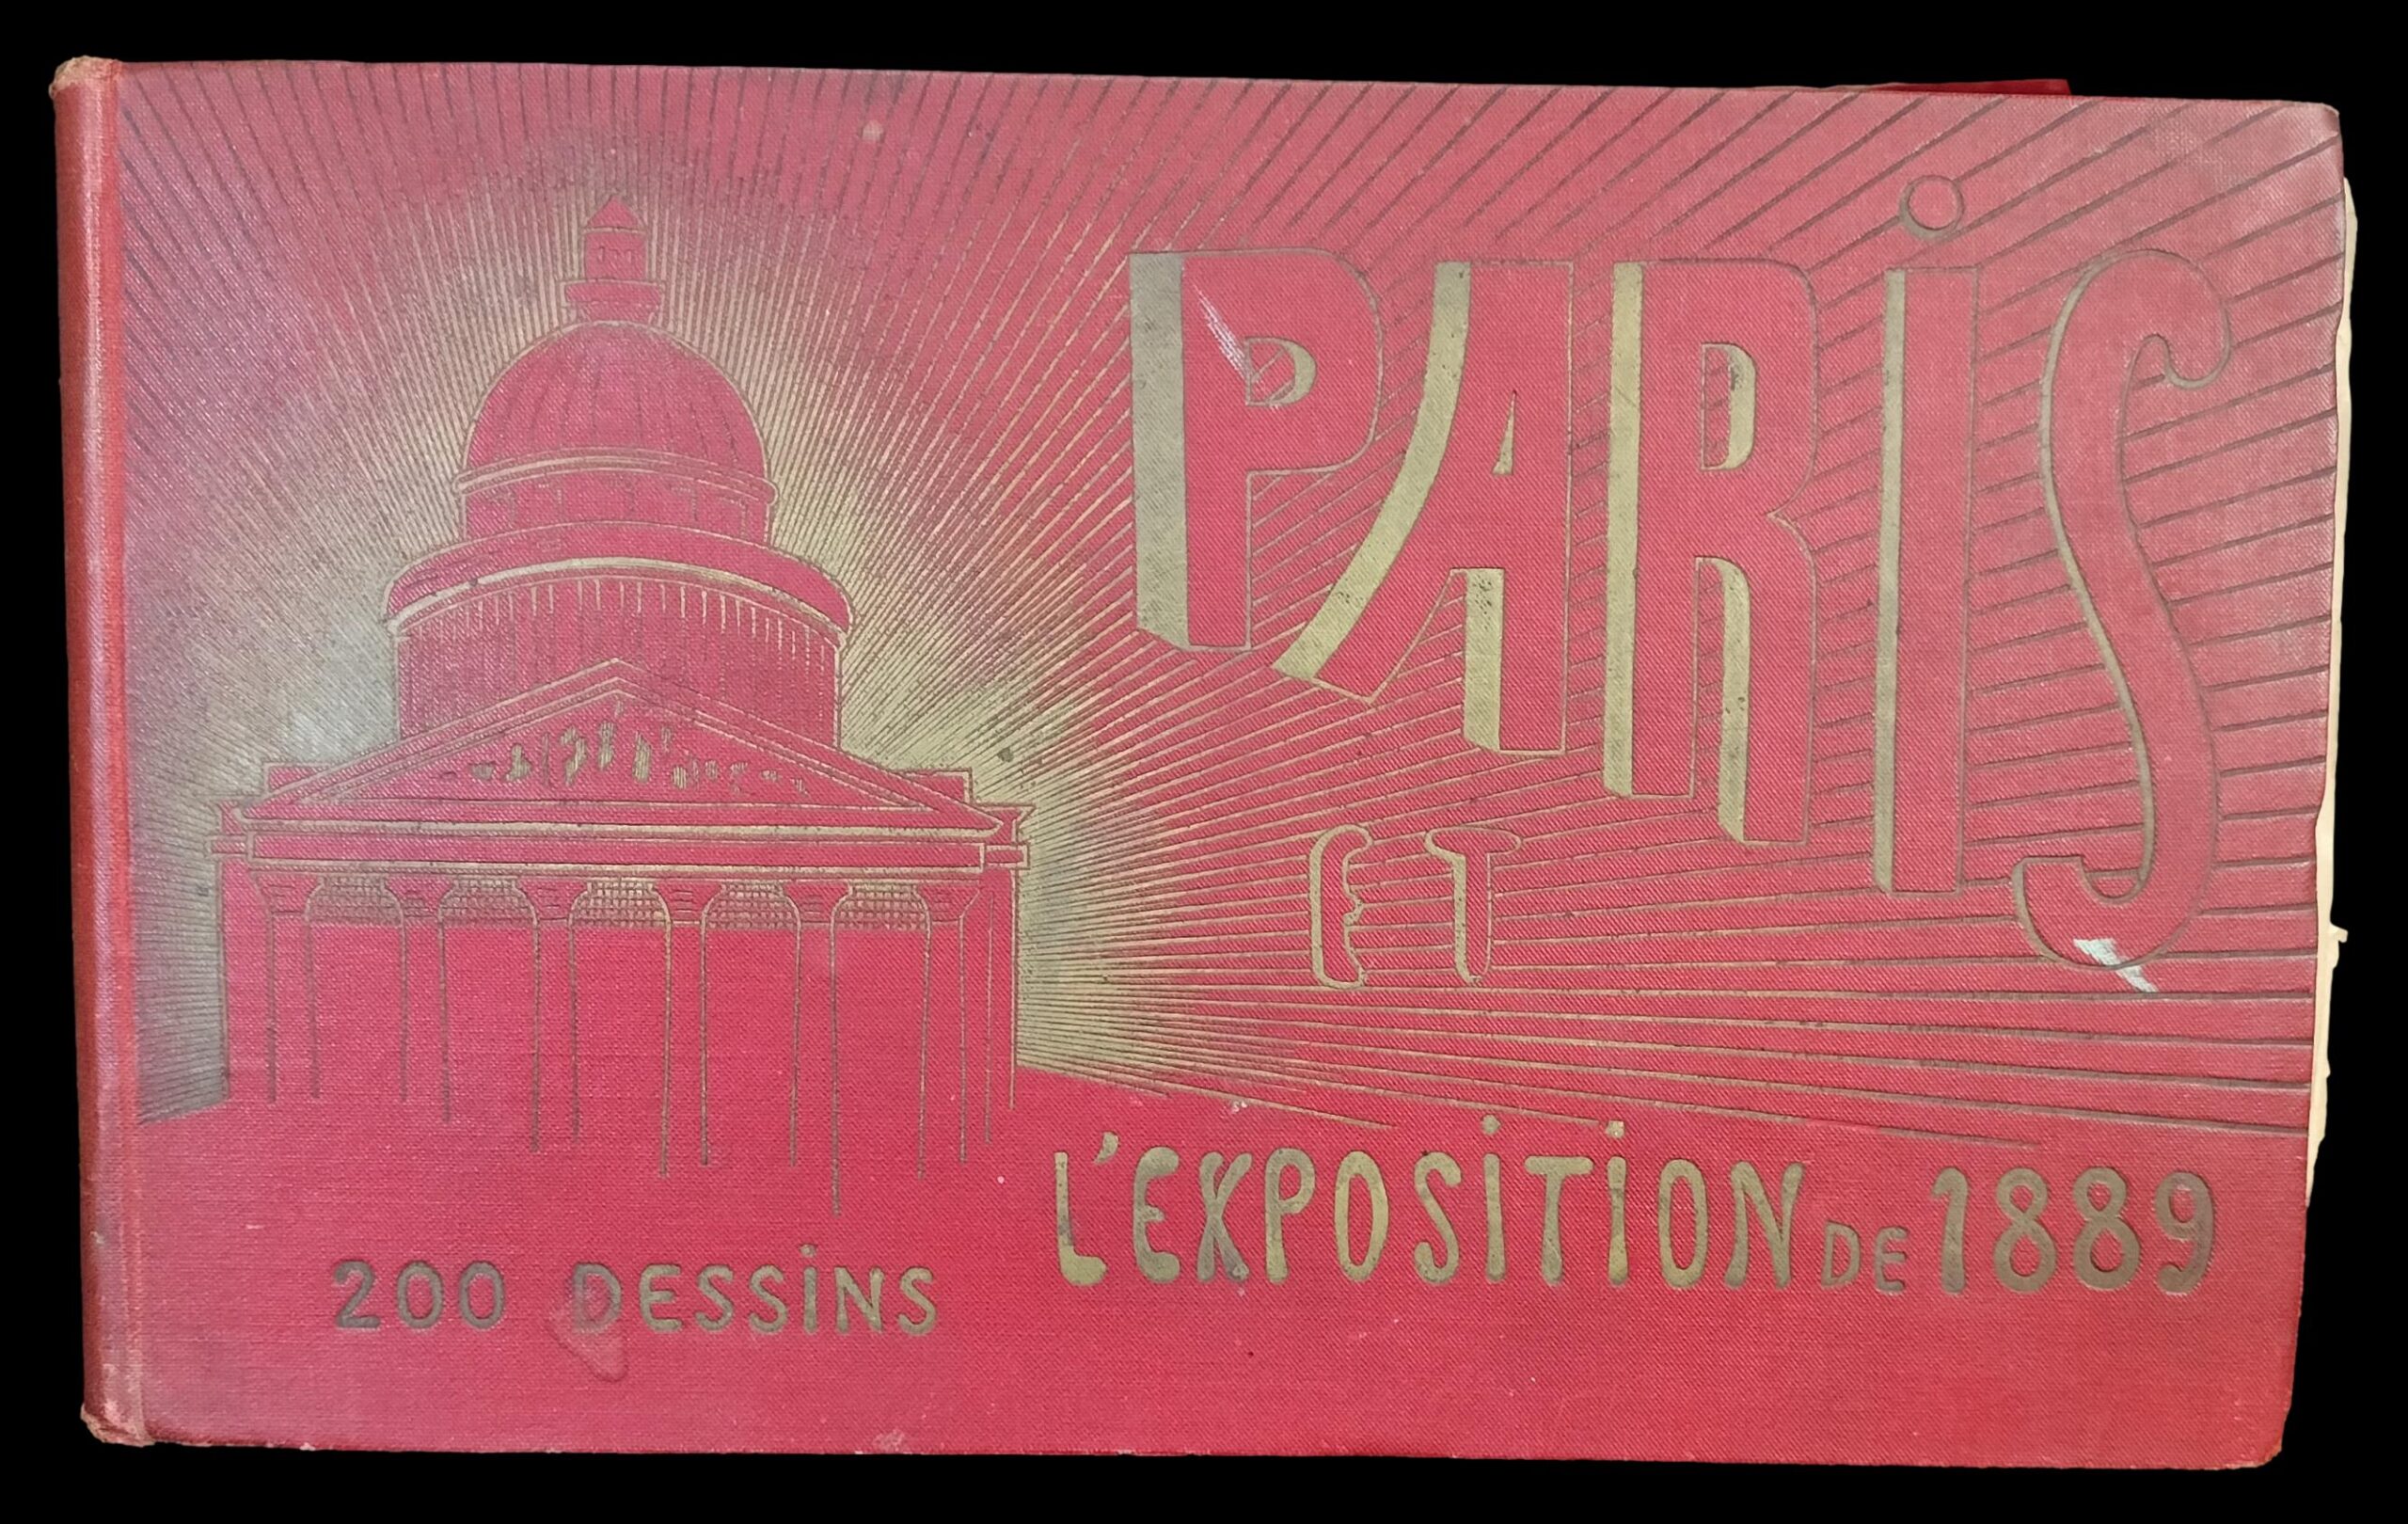 PARiS
ET
L'EXPOSiTiON DE 1889
200 DESSiNS